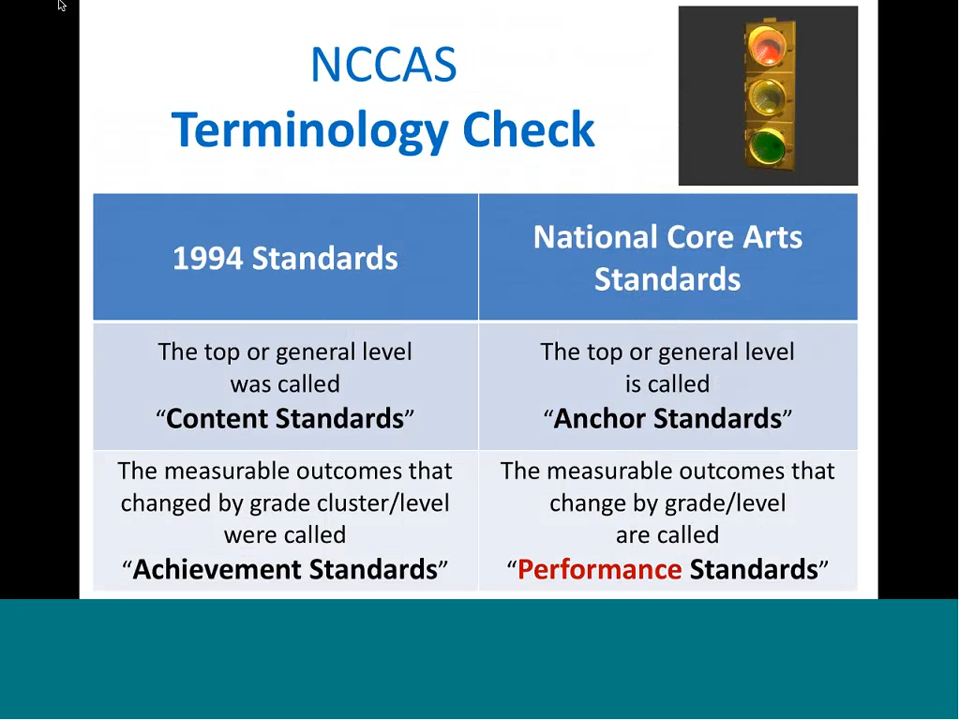 NCCAS
Terminology Check
1994 Standards
National Core Arts
Standards
The top or general level
was called
“Content Standards”
The top or general level
is called
“Anchor Standards”
The measurable outcomes that
changed by grade cluster/level
were called
“Achievement Standards”
The measurable outcomes that
change by grade/level
are called
“Performance Standards”